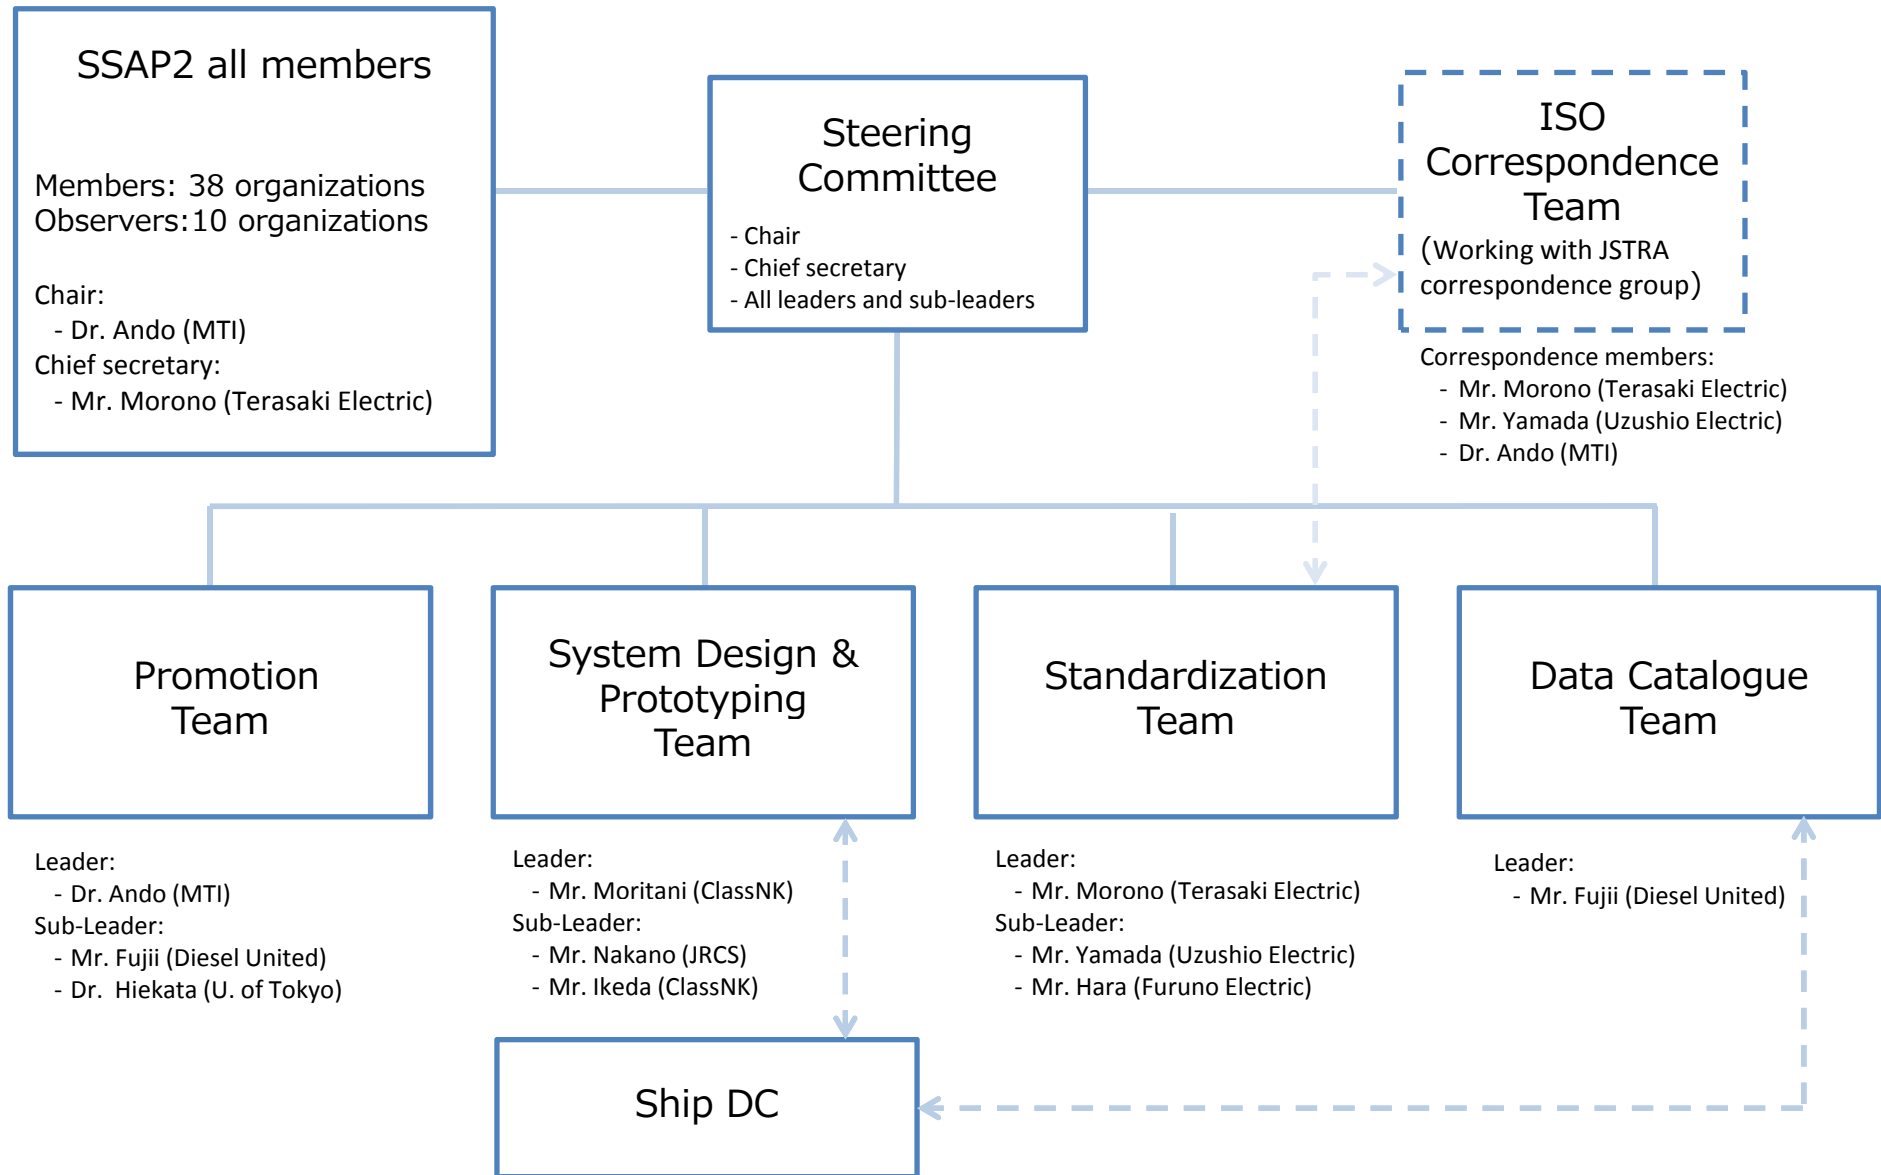 SSAP2 all members
Members: 38 organizations
Observers:10 organizations
Chair:
- Dr. Ando (MTI)
Chief secretary:
- Mr. Morono (Terasaki Electric)
Steering
Committee
- Chair
- Chief secretary
- All leaders and sub-leaders
ISO
Correspondence
Team
(Working with JSTRA
correspondence group)
Correspondence members:
- Mr. Morono (Terasaki Electric)
- Mr. Yamada (Uzushio Electric)
- Dr. Ando (MTI)
Promotion
Team
Leader:
- Dr. Ando (MTI)
Sub-Leader:
- Mr. Fujii (Diesel United)
- Dr. Hiekata (U. of Tokyo)
System Design &
Prototyping
Team
Leader:
- Mr. Moritani (ClassNK)
Sub-Leader:
- Mr. Nakano (JRCS)
- Mr. Ikeda (ClassNK)
Standardization
Team
Leader:
- Mr. Morono (Terasaki Electric)
Sub-Leader:
- Mr. Yamada (Uzushio Electric)
- Mr. Hara (Furuno Electric)
Data Catalogue
Team
Leader:
- Mr. Fujii (Diesel United)
Ship DC